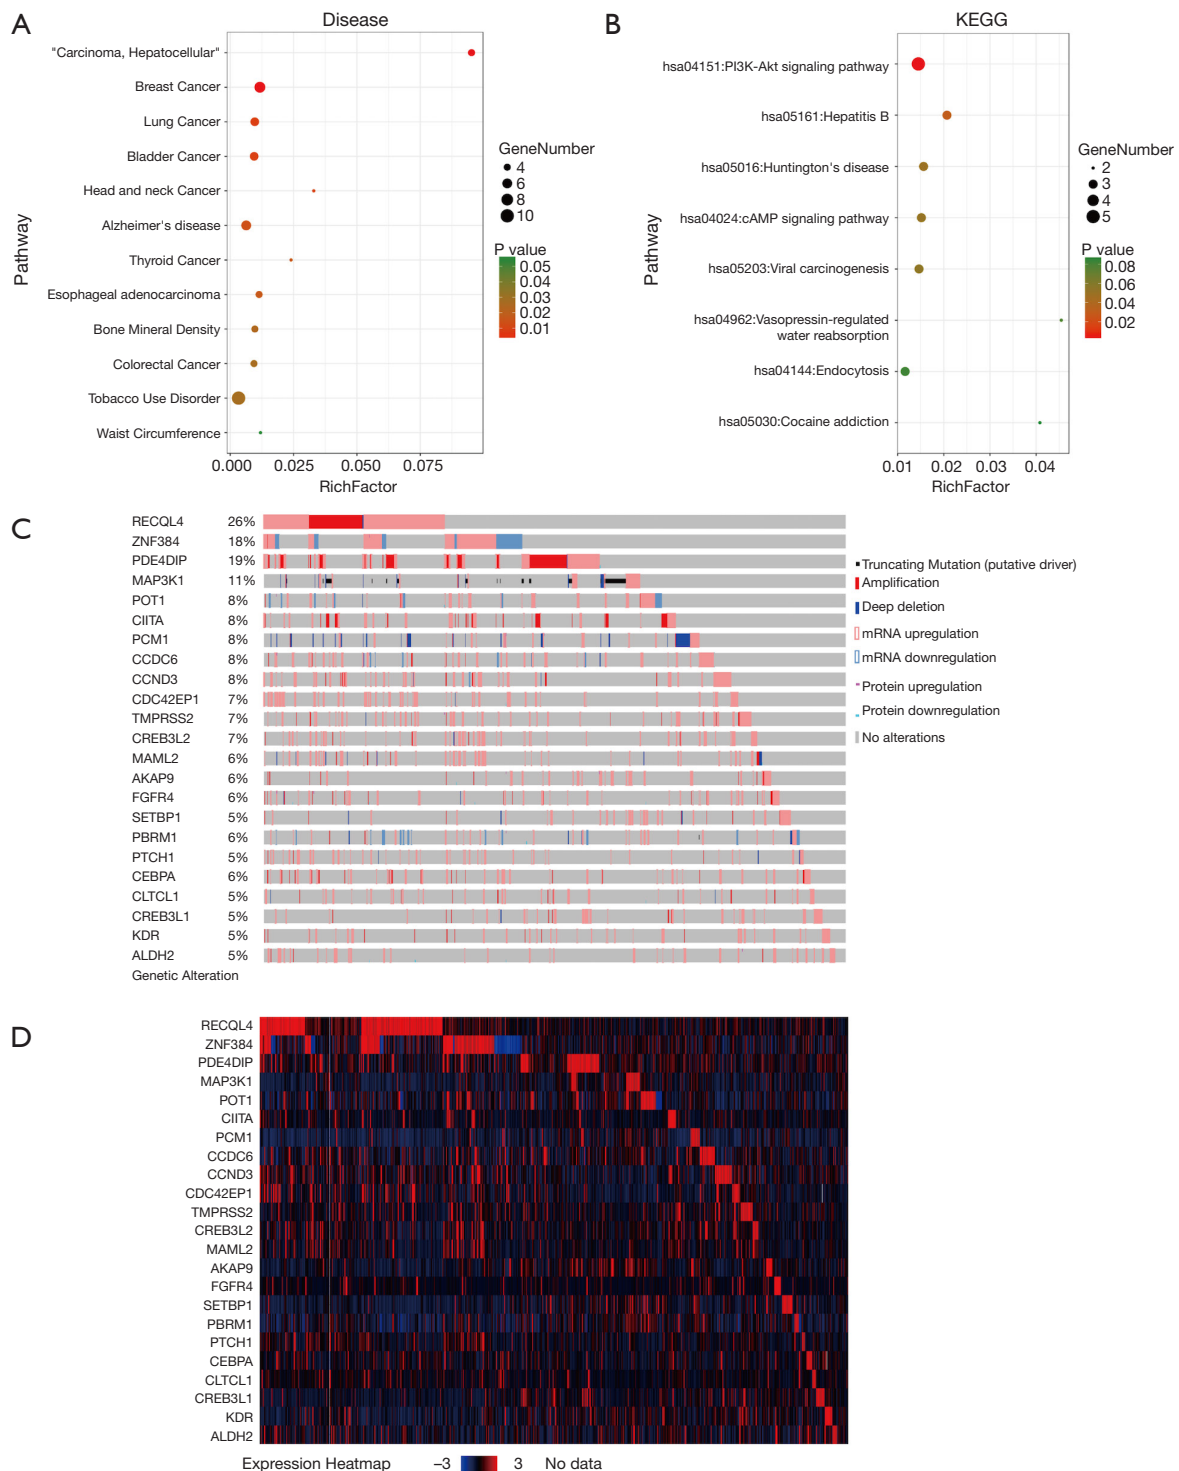 A
Disease
Pathway
"Carcinoma, Hepatocellular"
Breast Cancer
Lung Cancer
Bladder Cancer
Head and neck Cancer
Alzheimer's disease
Thyroid Cancer
Esophageal adenocarcinoma
Bone Mineral Density
Colorectal Cancer
Tobacco Use Disorder
Waist Circumference
0.000 0.025 0.050 0.075
RichFactor
GeneNumber
4
6
8
10
P value
0.05
0.04
0.03
0.02
0.01
B
KEGG
Pathway
hsa04151:PI3K-Akt signaling pathway
hsa05161:Hepatitis B
hsa05016:Huntington's disease
hsa04024:cAMP signaling pathway
hsa05203:Viral carcinogenesis
hsa04962:Vasopressin-regulated
water reabsorption
hsa04144:Endocytosis
hsa05030:Cocaine addiction
0.01 0.02 0.03 0.04
RichFactor
GeneNumber
2
3
4
5
P value
0.08
0.06
0.04
0.02
C
RECQL4 26%
ZNF384 18%
PDE4DIP 19%
MAP3K1 11%
POT1 8%
CIITA 8%
PCM1 8%
CCDC6 8%
CCND3 8%
CDC42EP1 7%
TMPRSS2 7%
CREB3L2 7%
MAML2 6%
AKAP9 6%
FGFR4 6%
SETBP1 5%
PBRM1 6%
PTCH1 5%
CEBPA 6%
CLTCL1 5%
CREB3L1 5%
KDR 5%
ALDH2 5%
Genetic Alteration
Truncating Mutation (putative driver)
Amplification
Deep deletion
mRNA upregulation
mRNA downregulation
Protein upregulation
Protein downregulation
No alterations
D
RECQL4
ZNF384
PDE4DIP
MAP3K1
POT1
CIITA
PCM1
CCDC6
CCND3
CDC42EP1
TMPRSS2
CREB3L2
MAML2
AKAP9
FGFR4
SETBP1
PBRM1
PTCH1
CEBPA
CLTCL1
CREB3L1
KDR
ALDH2
Expression Heatmap −3 3 No data